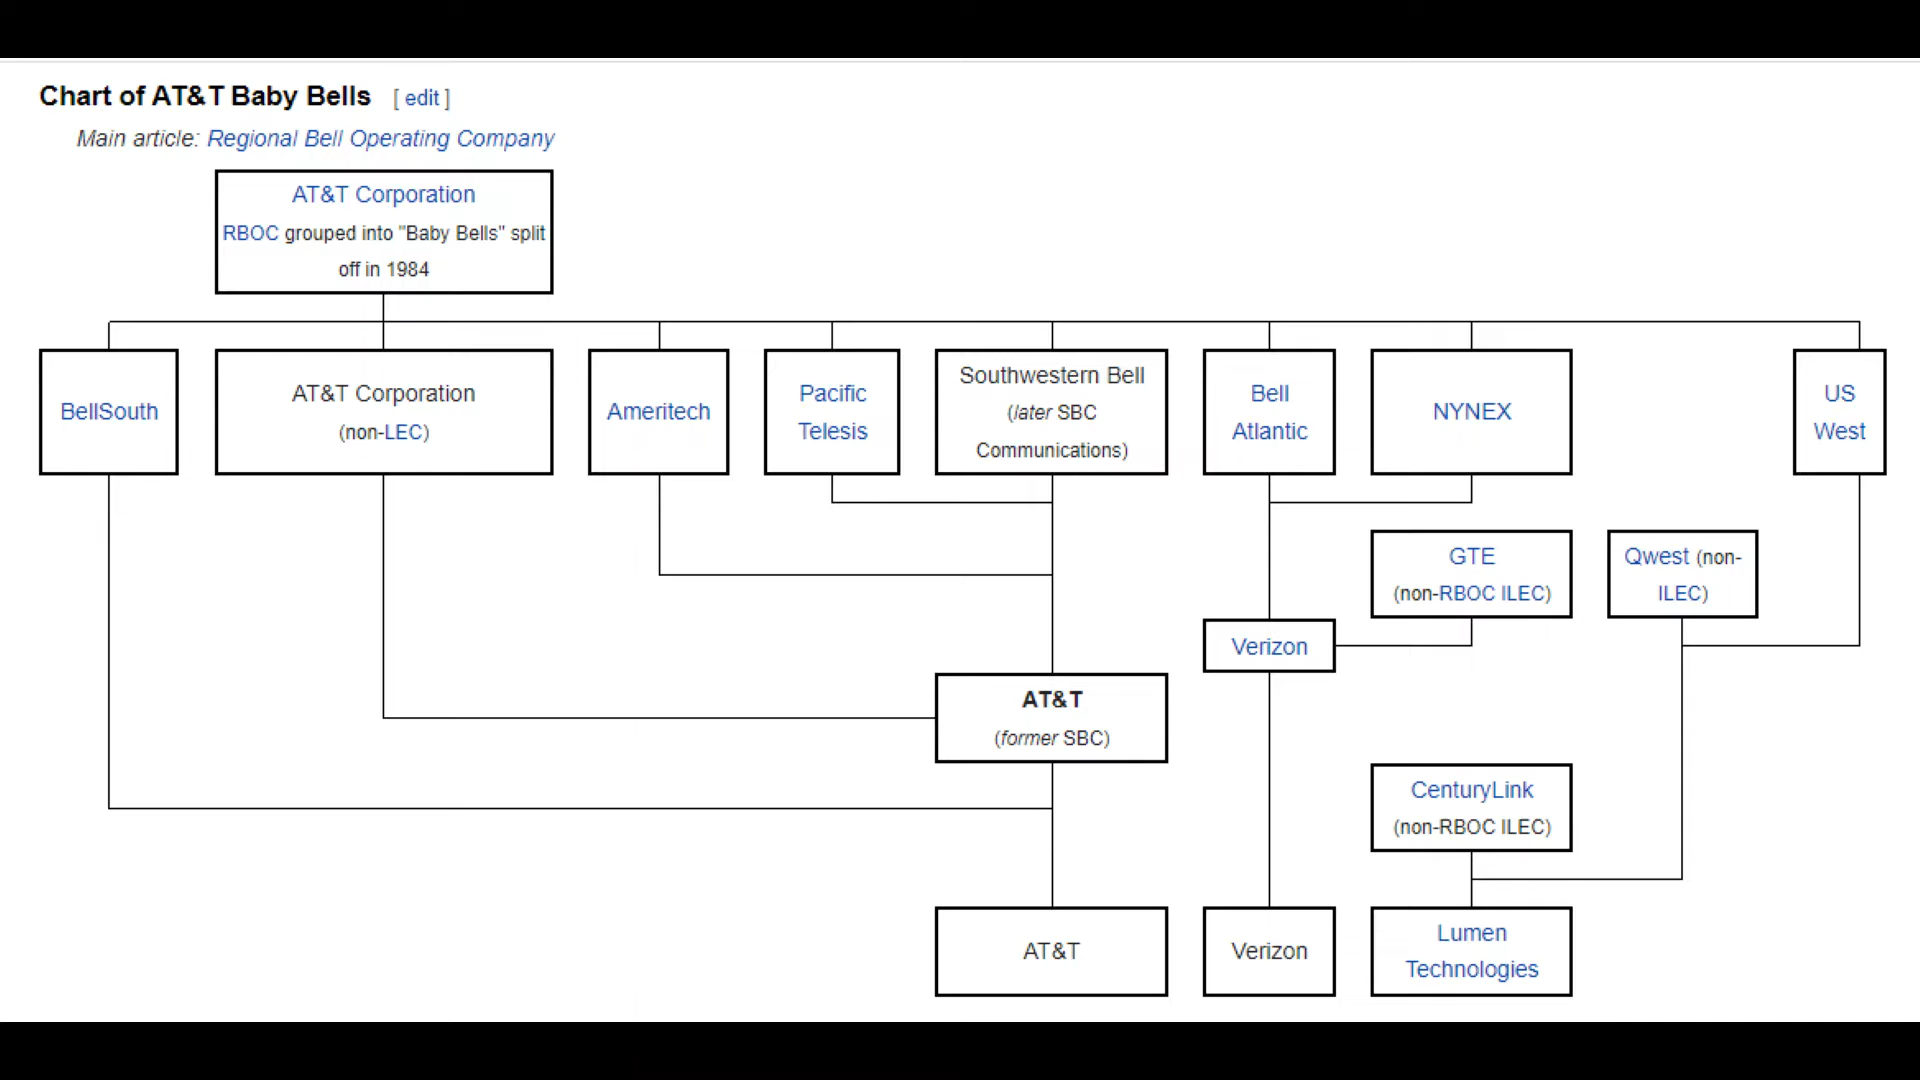 Chart of AT&T Baby Bells [ edit ]
Main article: Regional Bell Operating Company
AT&T Corporation
RBOC grouped into "Baby Bells" split
off in 1984
BellSouth
AT&T Corporation
(non-LEC)
Ameritech
Pacific
Telesis
Southwestern Bell
(later SBC
Communications)
Bell
Atlantic
NYNEX
US
West
GTE
(non-RBOC ILEC)
Qwest (non-
ILEC)
Verizon
AT&T
(former SBC)
CenturyLink
(non-RBOC ILEC)
AT&T
Verizon
Lumen
Technologies